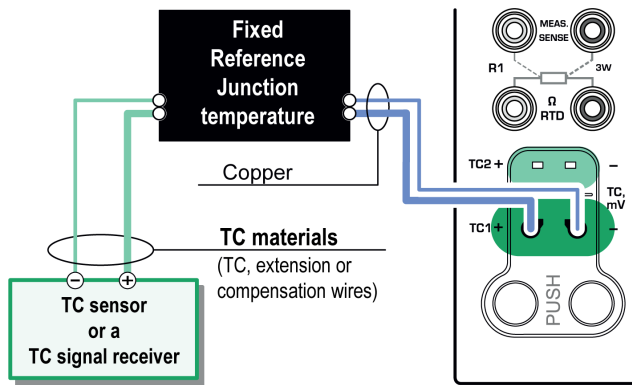 Fixed
Reference
Junction
temperature
Copper
TC materials
(TC, extension or
compensation wires)
− +
TC sensor
or a
TC signal receiver
MEAS.
SENSE
R1
3W
Ω
RTD
TC2 + −
TC,
mV
TC1 + −
PUSH